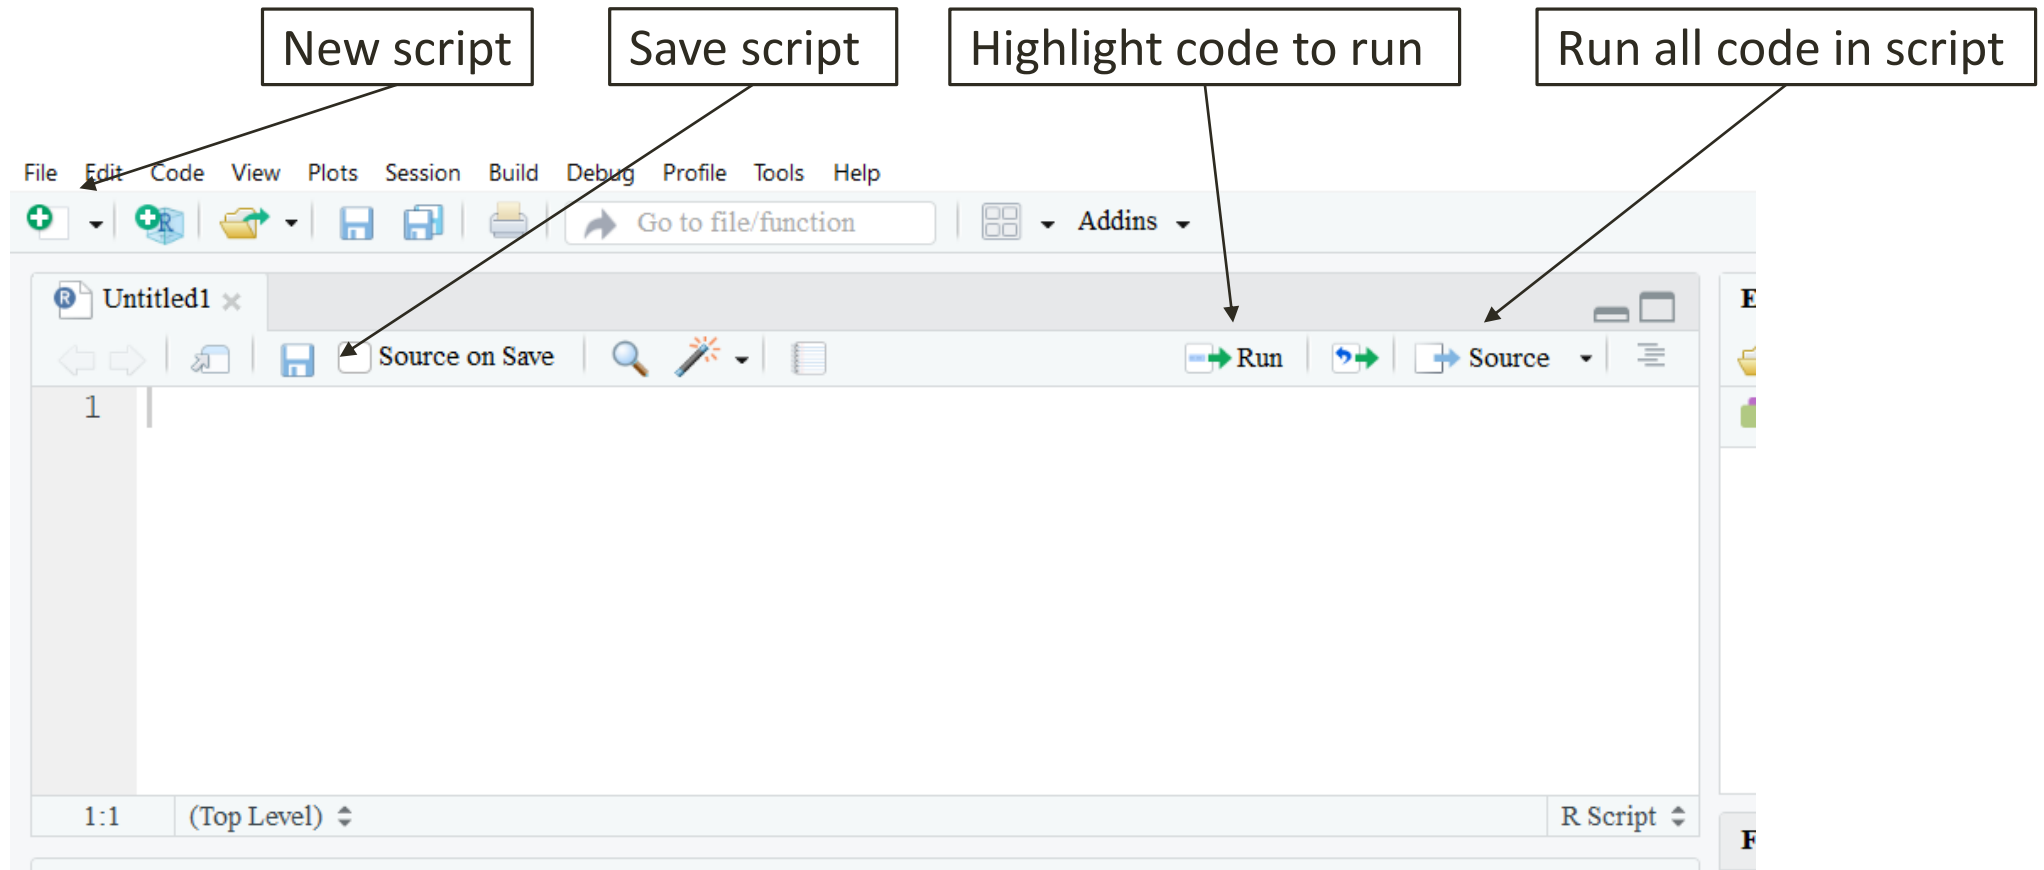 New script
Save script
Highlight code to run
Run all code in script
File Edit Code View Plots Session Build Debug Profile Tools Help
R Go to file/function Addins
R Untitled1
E
Source on Save Run Source
1
1:1 (Top Level) R Script
F